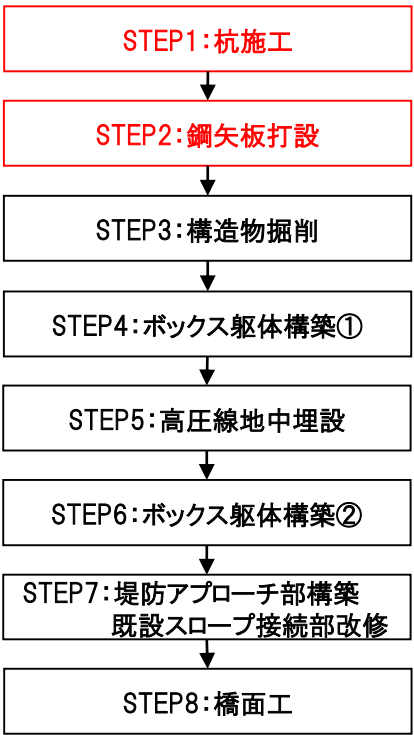 STEP1:杭施工
STEP2:鋼矢板打設
STEP3:構造物掘削
STEP4:ボックス躯体構築①
STEP5:高圧線地中埋設
STEP6:ボックス躯体構築②
STEP7:堤防アプローチ部構築
既設スロープ接続部改修
STEP8:橋面工